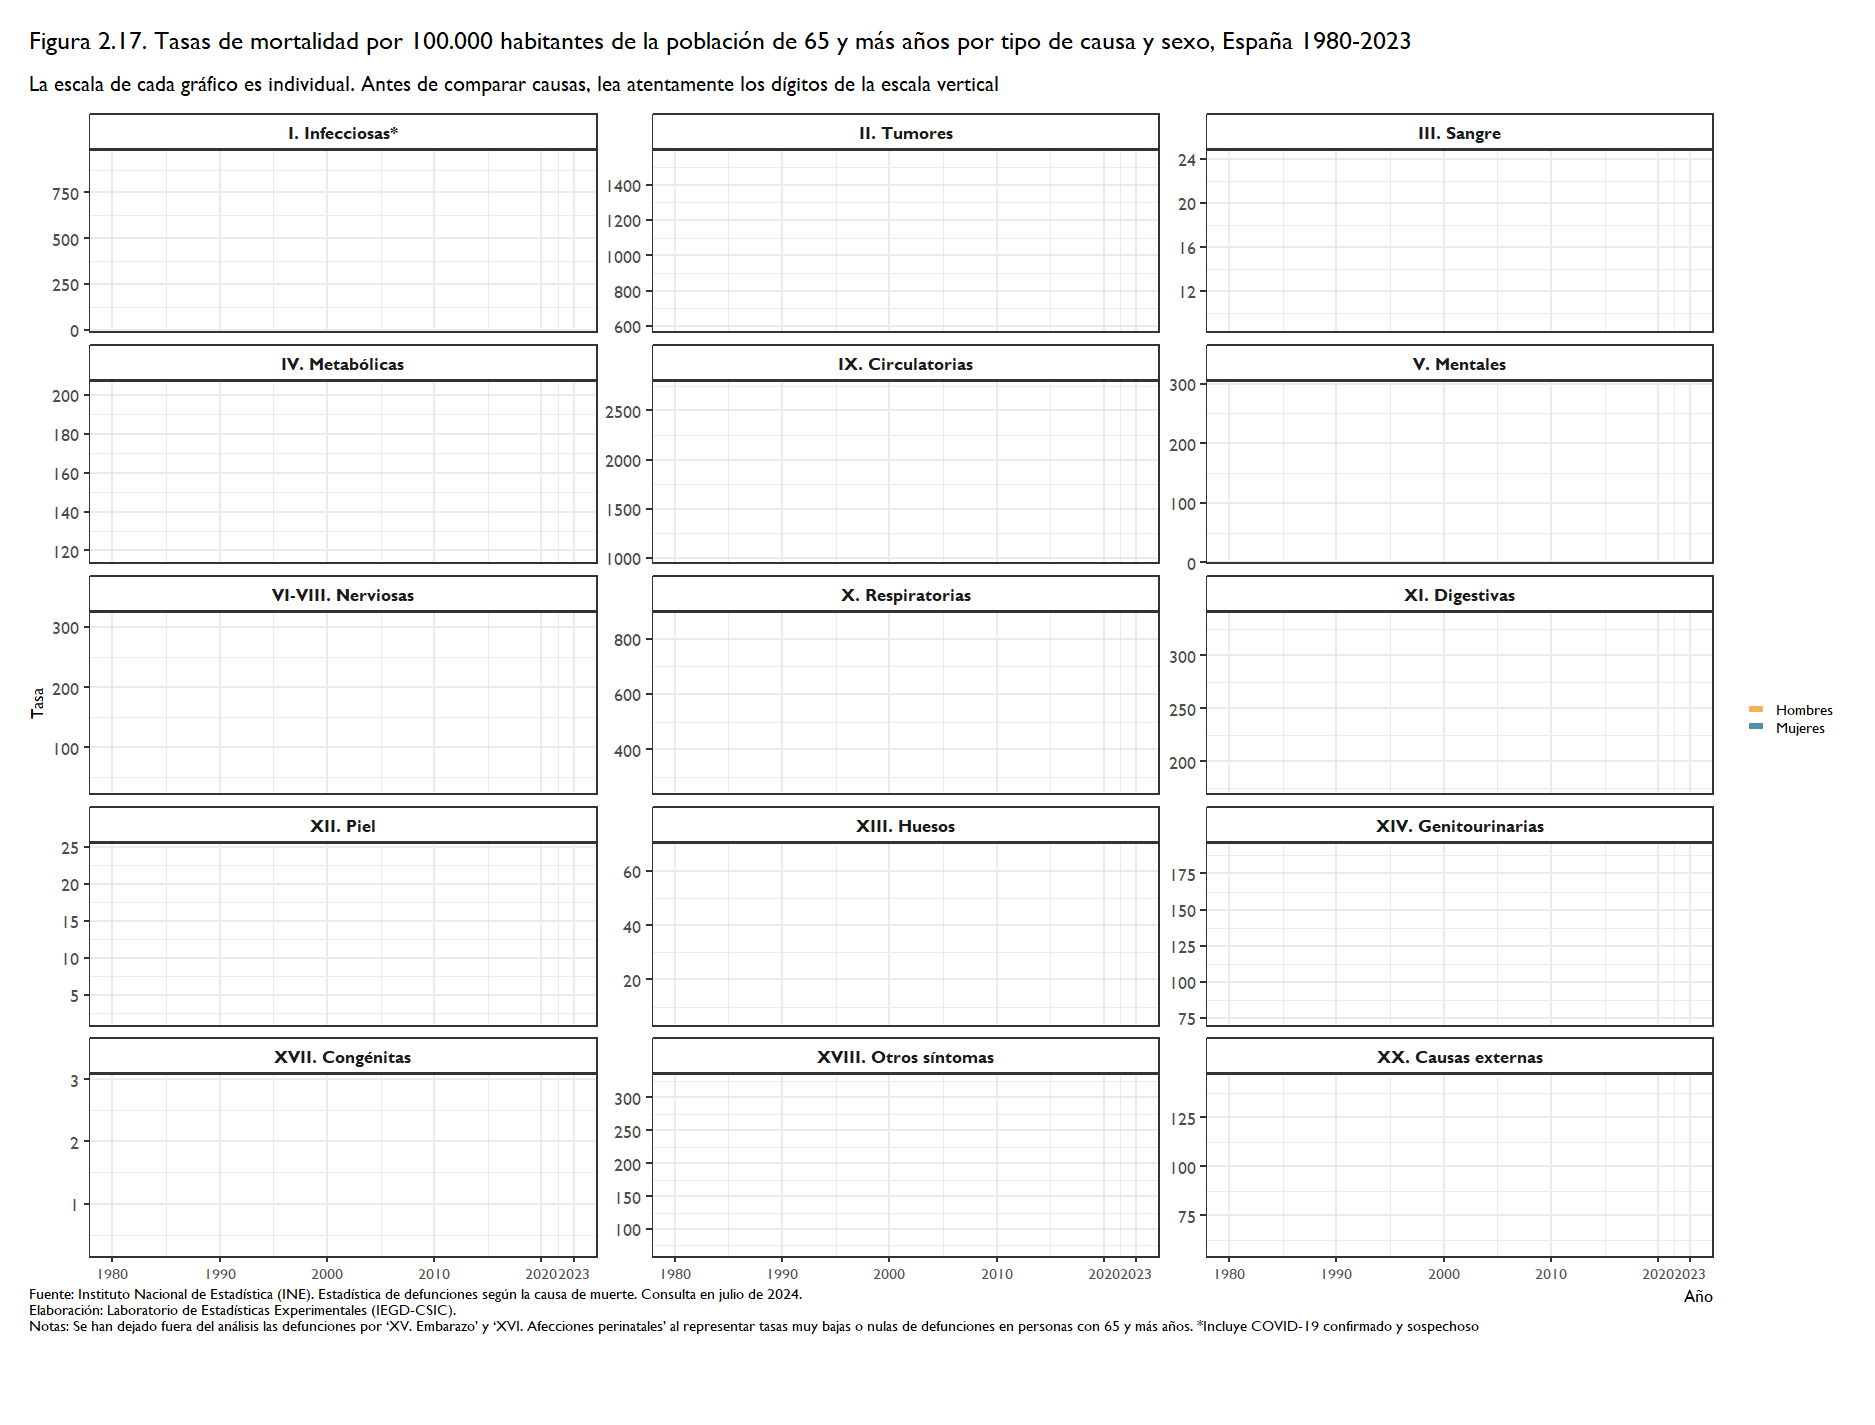 Figura 2.17. Tasas de mortalidad por 100.000 habitantes de la población de 65 y más años por tipo de causa y sexo, España 1980-2023
La escala de cada gráfico es individual. Antes de comparar causas, lea atentamente los dígitos de la escala vertical
I. Infecciosas*
750
500
250
0
II. Tumores
1400
1200
1000
800
600
III. Sangre
24
20
16
12
IV. Metabólicas
200
180
160
140
120
IX. Circulatorias
2500
2000
1500
1000
V. Mentales
300
200
100
0
Tasa
VI-VIII. Nerviosas
300
200
100
X. Respiratorias
800
600
400
XI. Digestivas
300
250
200
Hombres
Mujeres
XII. Piel
25
20
15
10
5
XIII. Huesos
60
40
20
XIV. Genitourinarias
175
150
125
100
75
XVII. Congénitas
3
2
1
XVIII. Otros síntomas
300
250
200
150
100
XX. Causas externas
125
100
75
1980 1990 2000 2010 2020 2023
1980 1990 2000 2010 2020 2023
1980 1990 2000 2010 2020 2023
Año
Fuente: Instituto Nacional de Estadística (INE). Estadística de defunciones según la causa de muerte. Consulta en julio de 2024.
Elaboración: Laboratorio de Estadísticas Experimentales (IEGD-CSIC).
Notas: Se han dejado fuera del análisis las defunciones por ‘XV. Embarazo’ y ‘XVI. Afecciones perinatales’ al representar tasas muy bajas o nulas de defunciones en personas con 65 y más años. *Incluye COVID-19 confirmado y sospechoso